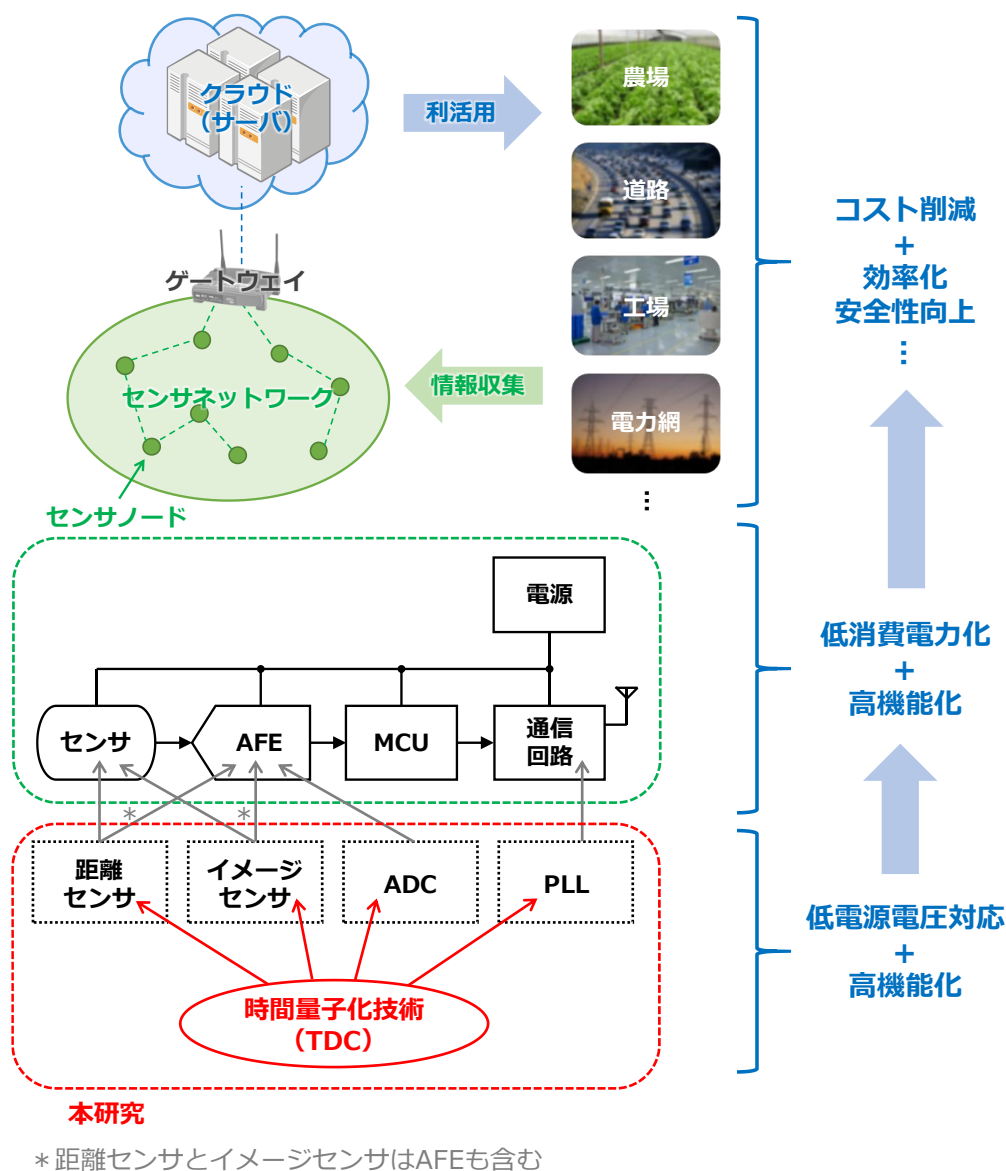 クラウド
（サーバ）
利活用
農場
道路
ゲートウェイ
工場
センサネットワーク
情報収集
電力網
⋮
センサノード
コスト削減
+
効率化
安全性向上
⋮
電源
センサ
AFE
MCU
通信
回路
低消費電力化
+
高機能化
*
*
距離
センサ
イメージ
センサ
ADC
PLL
時間量子化技術
（TDC）
低電源電圧対応
+
高機能化
本研究
＊距離センサとイメージセンサはAFEも含む